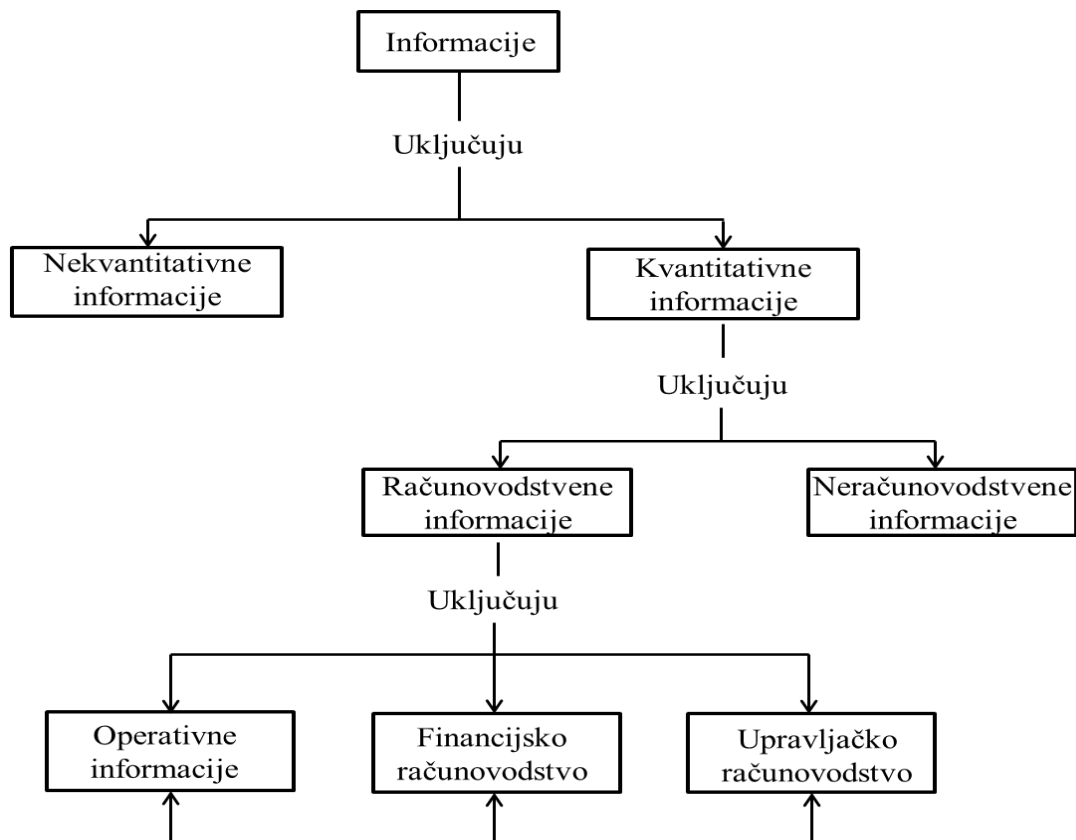 Informacije
Uključuju
Nekvantitativne
informacije
Kvantitativne
informacije
Uključuju
Računovodstvene
informacije
Neračunovodstvene
informacije
Uključuju
Operativne
informacije
Financijsko
računovodstvo
Upravljačko
računovodstvo